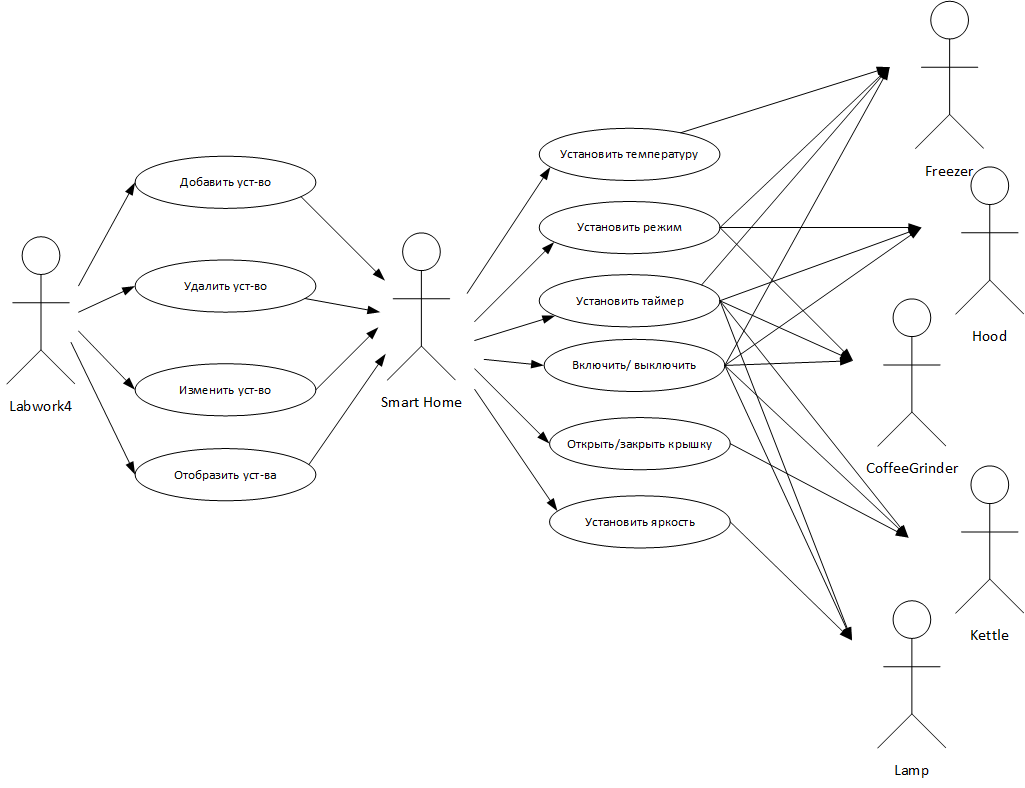 Добавить уст-во
Удалить уст-во
Изменить уст-во
Отобразить уст-ва
Labwork4
Smart Home
Установить температуру
Установить режим
Установить таймер
Включить/ выключить
Открыть/закрыть крышку
Установить яркость
Freezer
Hood
CoffeeGrinder
Kettle
Lamp